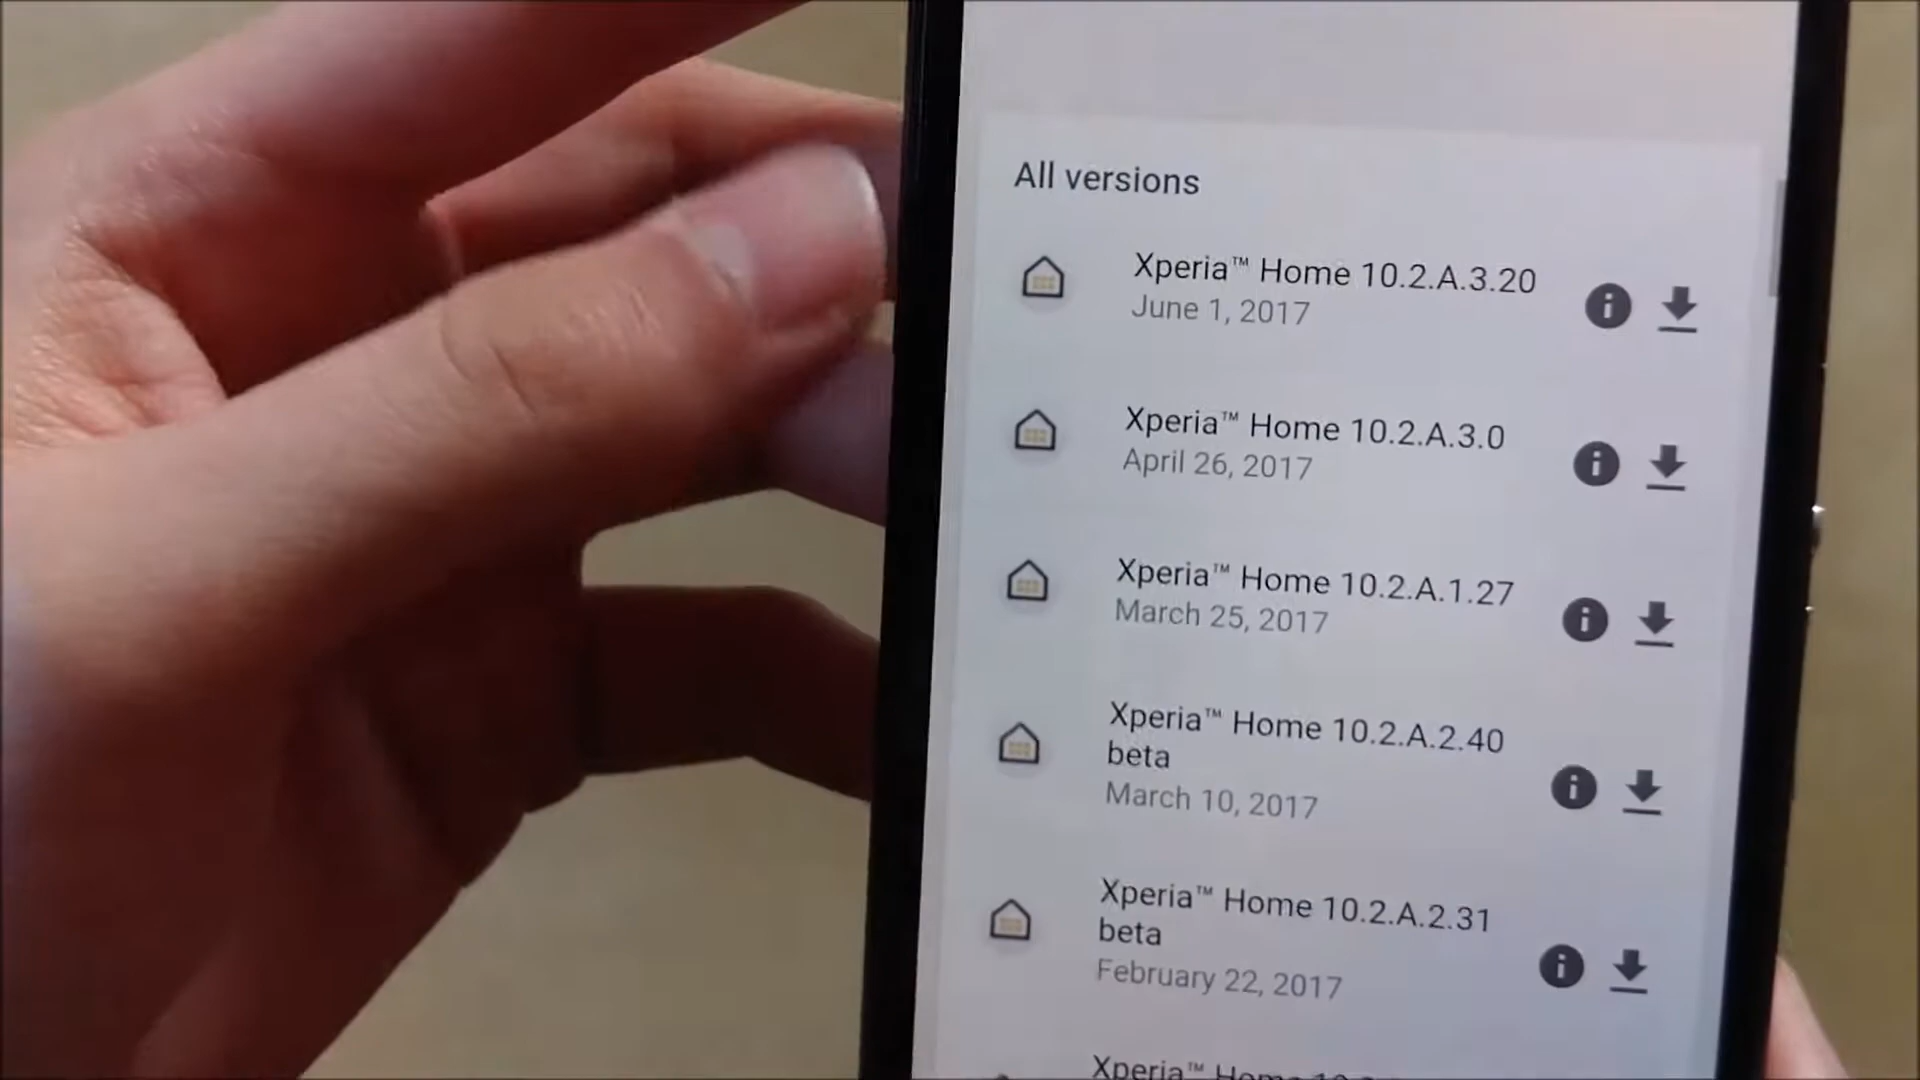 All versions
Xperia™ Home 10.2.A.3.20
June 1, 2017
Xperia™ Home 10.2.A.3.0
April 26, 2017
Xperia™ Home 10.2.A.1.27
March 25, 2017
Xperia™ Home 10.2.A.2.40
beta
March 10, 2017
Xperia™ Home 10.2.A.2.31
beta
February 22, 2017
Xperia™ Home